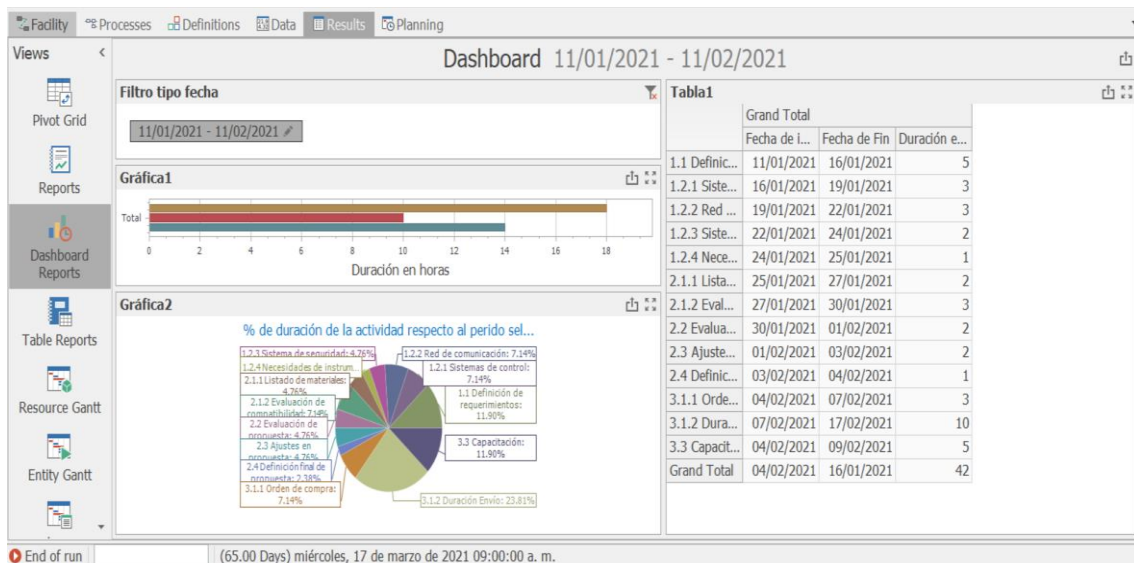 Facility Processes Definitions Data Results Planning
Views
Pivot Grid
Reports
Dashboard
Reports
Table Reports
Resource Gantt
Entity Gantt
Dashboard 11/01/2021 - 11/02/2021
Filtro tipo fecha
11/01/2021 - 11/02/2021
Gráfica1
Total
0 2 4 6 8 10 12 14 16 18
Duración en horas
Gráfica2
% de duración de la actividad respecto al perido sel...
1.2.3 Sistema de seguridad: 4.76%
1.2.4 Necesidades de instrum...
2.1.1 Listado de materiales:
4.76%
2.1.2 Evaluación de
compatibilidad: 7.14%
2.2 Evaluación de
propuesta: 4.76%
2.3 Ajustes en
propuesta: 4.76%
2.4 Definición final de
propuesta: 2.38%
3.1.1 Orden de compra:
7.14%
1.2.2 Red de comunicación: 7.14%
1.2.1 Sistemas de control:
7.14%
1.1 Definición de
requerimientos:
11.90%
3.3 Capacitación:
11.90%
3.1.2 Duración Envío: 23.81%
Tabla1
Grand Total
Fecha de i... Fecha de Fin Duración e...
1.1 Definic... 11/01/2021 16/01/2021 5
1.2.1 Siste... 16/01/2021 19/01/2021 3
1.2.2 Red ... 19/01/2021 22/01/2021 3
1.2.3 Siste... 22/01/2021 24/01/2021 2
1.2.4 Nece... 24/01/2021 25/01/2021 1
2.1.1 Lista... 25/01/2021 27/01/2021 2
2.1.2 Eval... 27/01/2021 30/01/2021 3
2.2 Evalua... 30/01/2021 01/02/2021 2
2.3 Ajuste... 01/02/2021 03/02/2021 2
2.4 Definic... 03/02/2021 04/02/2021 1
3.1.1 Orde... 04/02/2021 07/02/2021 3
3.1.2 Dura... 07/02/2021 17/02/2021 10
3.3 Capacit... 04/02/2021 09/02/2021 5
Grand Total 04/02/2021 16/01/2021 42
End of run (65.00 Days) miércoles, 17 de marzo de 2021 09:00:00 a. m.